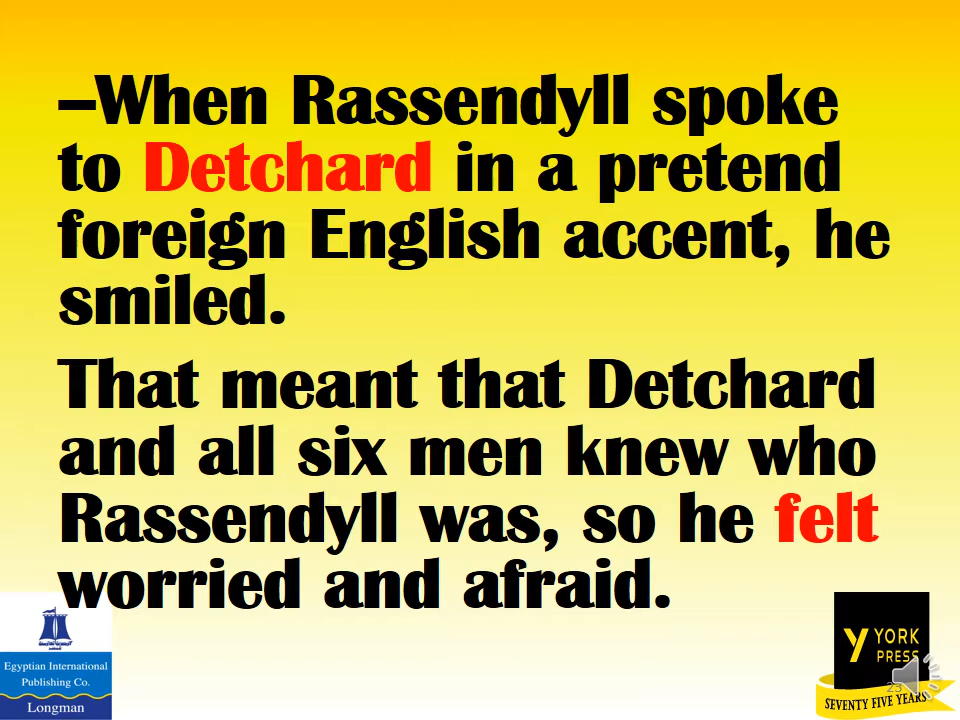 –When Rassendyll spoke
to Detchard in a pretend
foreign English accent, he
smiled.
That meant that Detchard
and all six men knew who
Rassendyll was, so he felt
worried and afraid.
Egyptian International
Publishing Co.
Longman
Y YORK
PRESS
23
SEVENTY FIVE YEARS